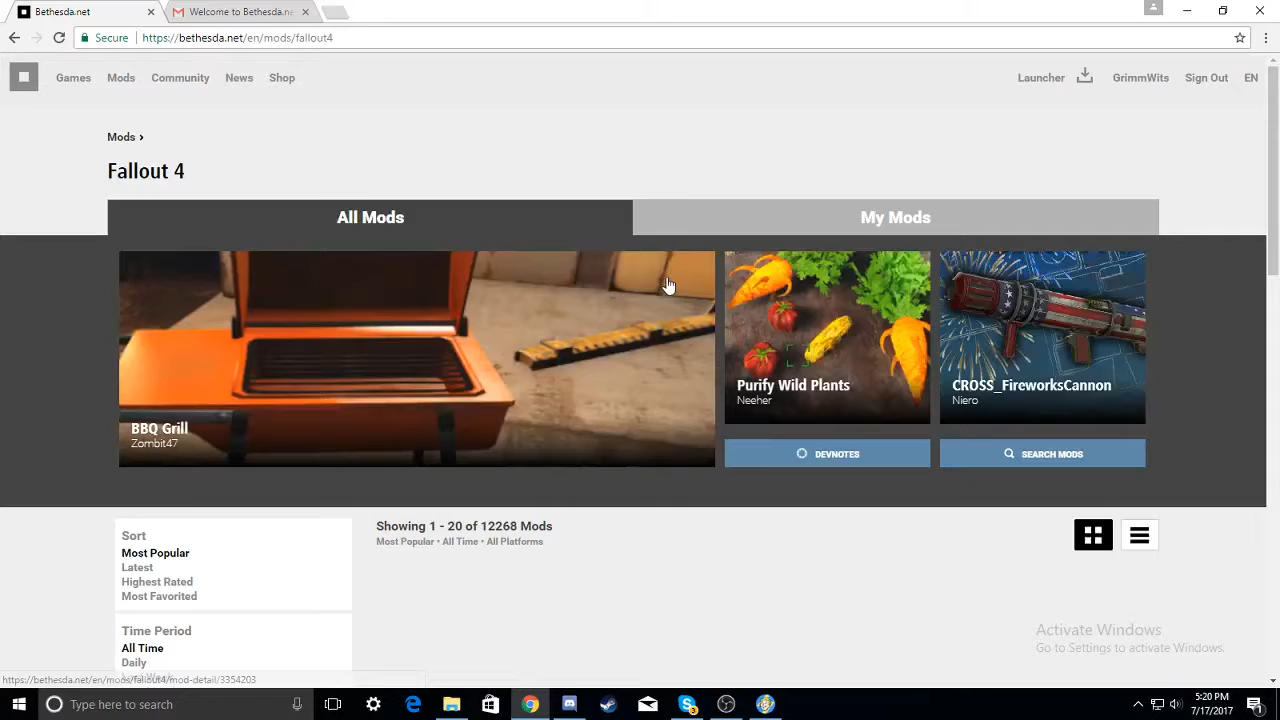 Bethesda.net
Welcome to Bethesda.ne
Secure
https://bethesda.net/en/mods/fallout4
Games
Mods
Community
News
Shop
Launcher
GrimmWits
Sign Out
EN
Mods ›
Fallout 4
All Mods
My Mods
BBQ Grill
Zombit47
Purify Wild Plants
Neeher
CROSS_FireworksCannon
Niero
DEVNOTES
SEARCH MODS
Sort
Most Popular
Latest
Highest Rated
Most Favorited
Showing 1 - 20 of 12268 Mods
Most Popular • All Time • All Platforms
Time Period
All Time
Daily
Activate Windows
Go to Settings to activate Windows.
https://bethesda.net/en/mods/fallout4/mod-detail/3354203
Type here to search
5:20 PM
7/17/2017